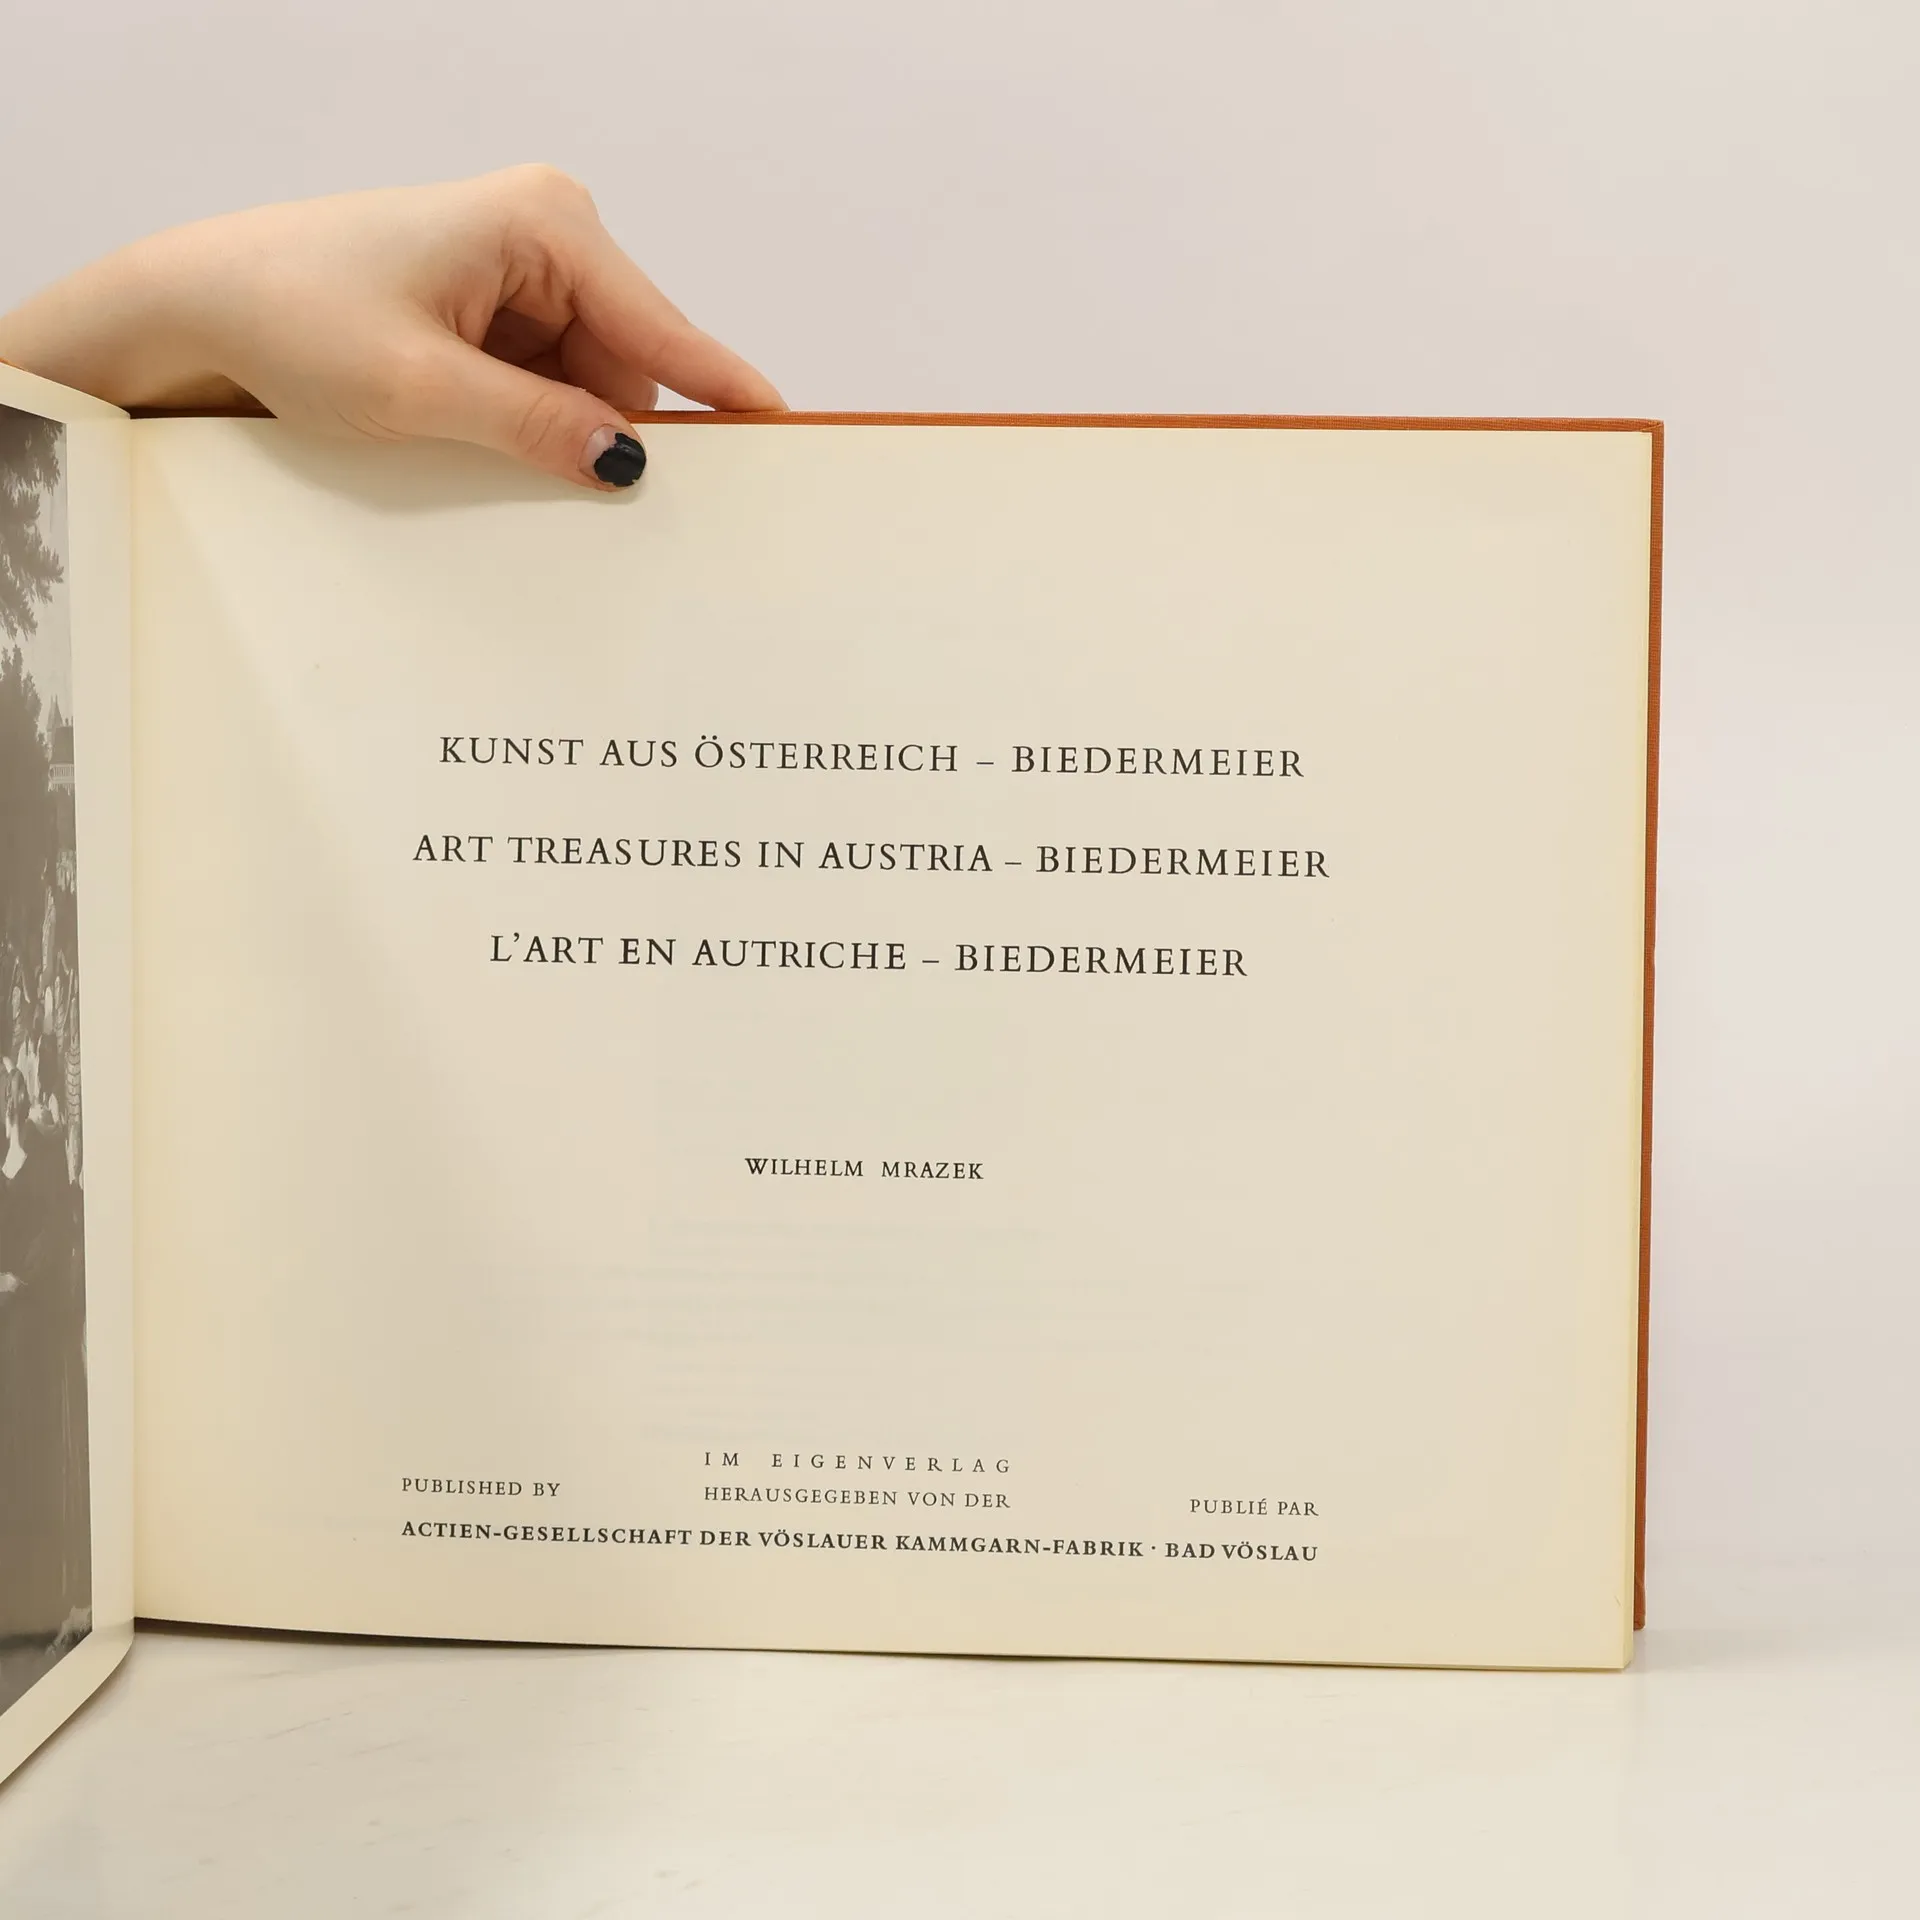 KUNST AUS ÖSTERREICH – BIEDERMEIER
ART TREASURES IN AUSTRIA – BIEDERMEIER
L’ART EN AUTRICHE – BIEDERMEIER
WILHELM MRAZEK
IM EIGENVERLAG
PUBLISHED BY HERAUSGEGEBEN VON DER PUBLIÉ PAR
ACTIEN-GESELLSCHAFT DER VÖSLAUER KAMMGARN-FABRIK · BAD VÖSLAU